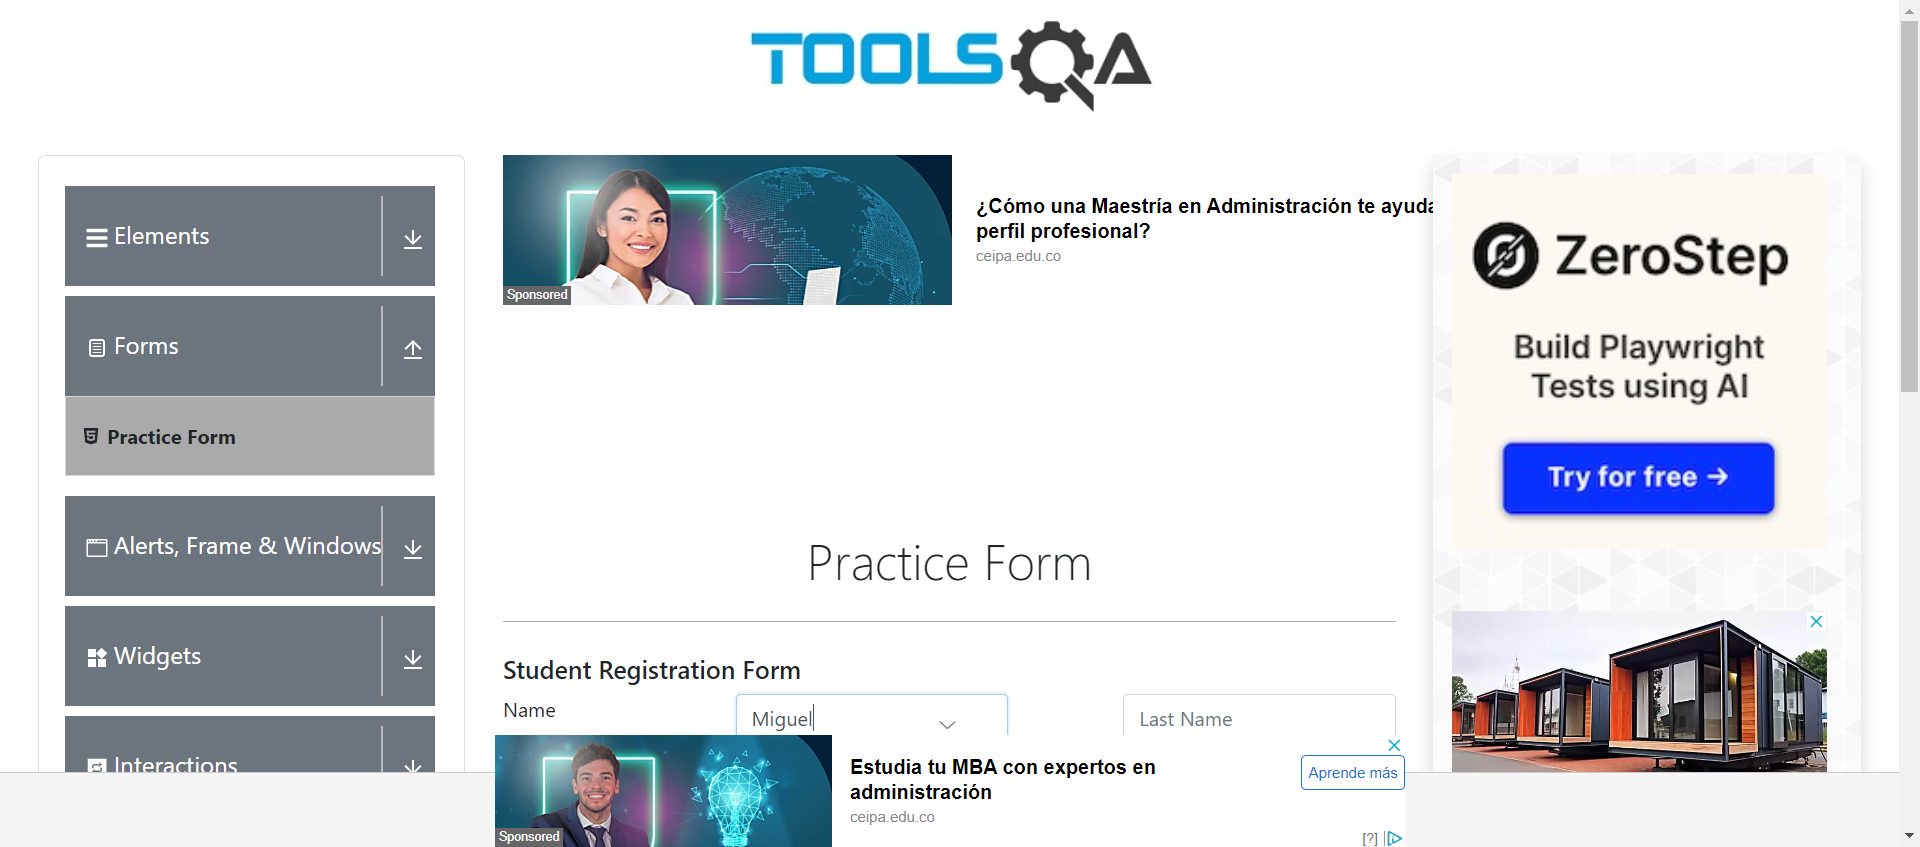 TOOLSQA
Elements
Forms
Practice Form
Alerts, Frame & Windows
Widgets
Interactions
Sponsored
¿Cómo una Maestría en Administración te ayuda
perfil profesional?
ceipa.edu.co
Practice Form
Student Registration Form
Name
Miguel
Last Name
ZeroStep
Build Playwright
Tests using AI
Try for free →
Sponsored
Estudia tu MBA con expertos en
administración
ceipa.edu.co
Aprende más
[?]